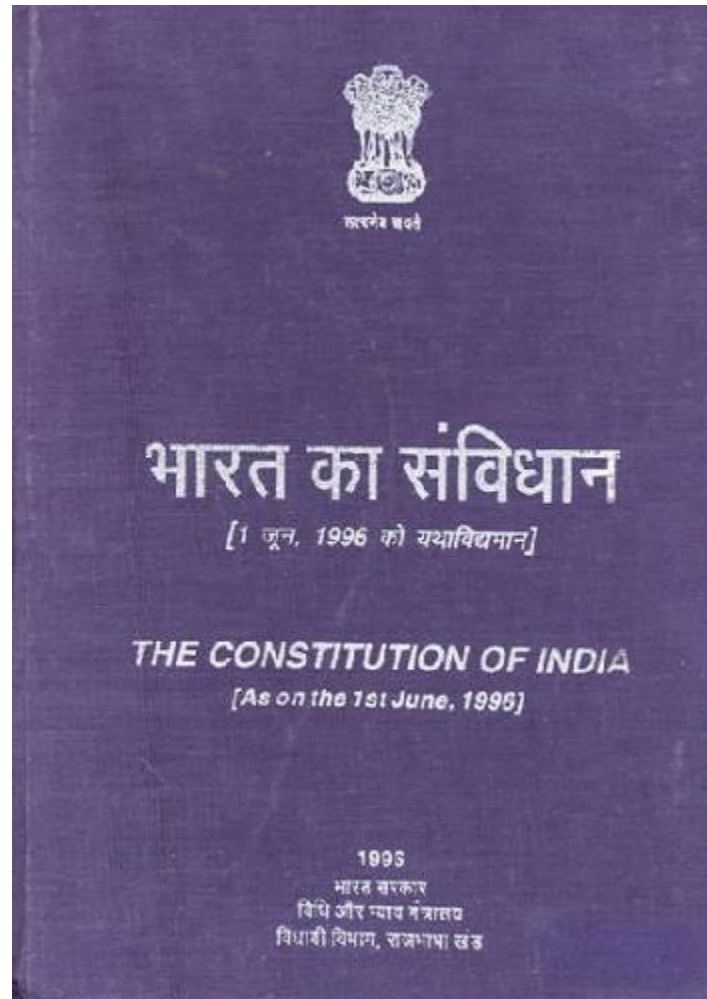 सत्यमेव जयते
भारत का संविधान
[1 जून, 1996 को यथाविद्यमान]
THE CONSTITUTION OF INDIA
[As on the 1st June, 1996]
1996
भारत सरकार
विधि और न्याय मंत्रालय
विधायी विभाग, राजभाषा खंड